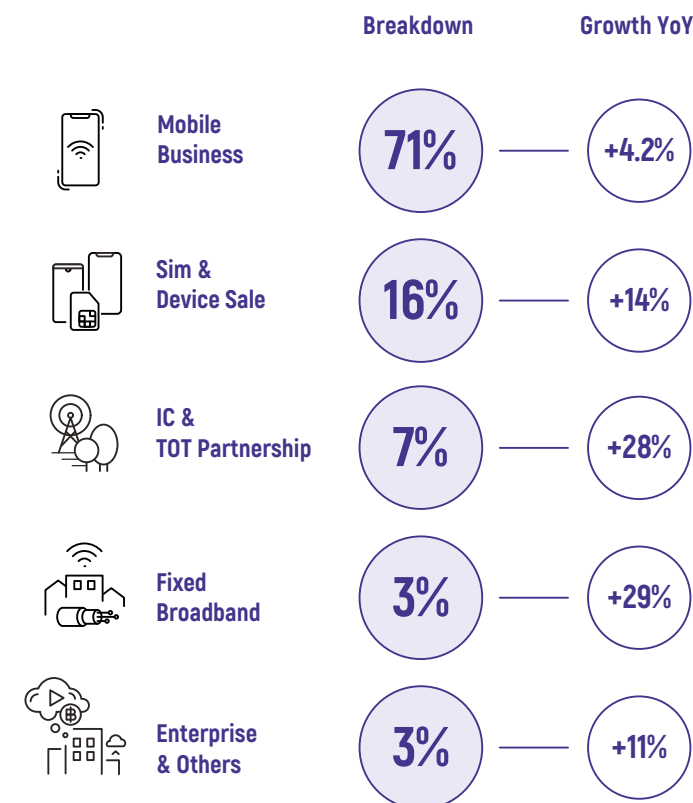 Breakdown Growth YoY
Mobile
Business
71%
+4.2%
Sim &
Device Sale
16%
+14%
IC &
TOT Partnership
7%
+28%
Fixed
Broadband
3%
+29%
฿
Enterprise
& Others
3%
+11%